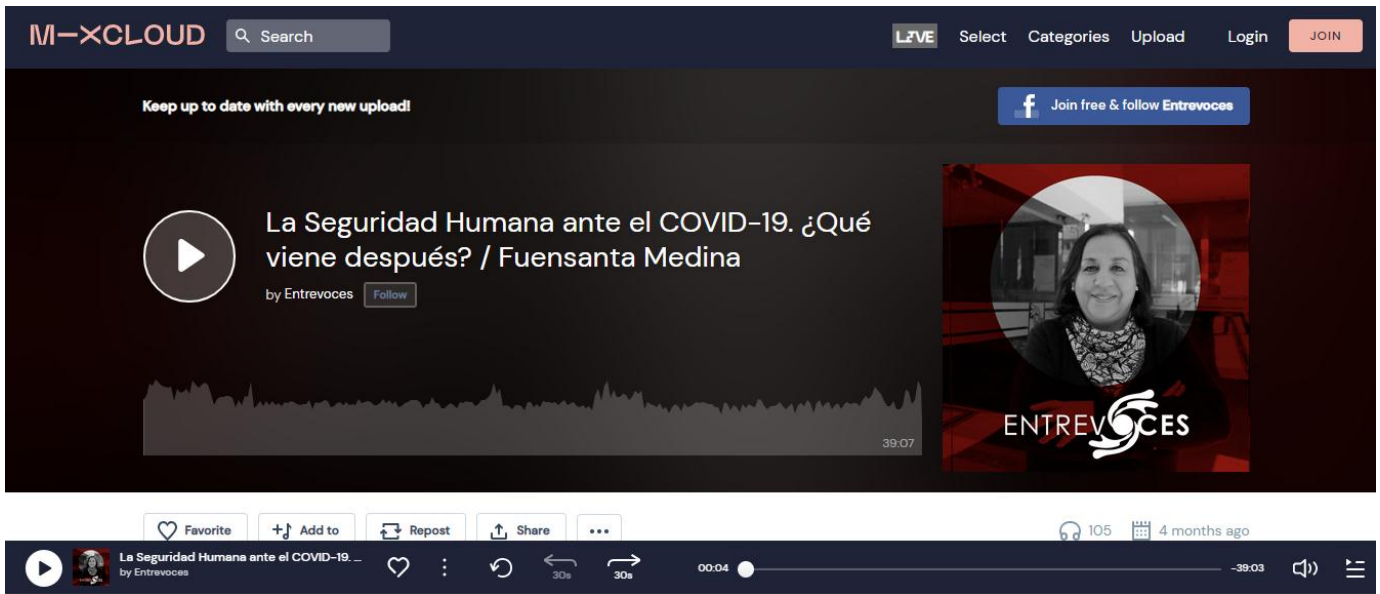 MIXCLOUD Search LIVE Select Categories Upload Login JOIN
Keep up to date with every new upload!
Join free & follow Entrevoces
La Seguridad Humana ante el COVID-19. ¿Qué
viene después? / Fuensanta Medina
by Entrevoces Follow
39:07
ENTREVOCES
Favorite Add to Repost Share
105 4 months ago
La Seguridad Humana ante el COVID-19. ...
by Entrevoces
30s 30s 00:04 -39:03